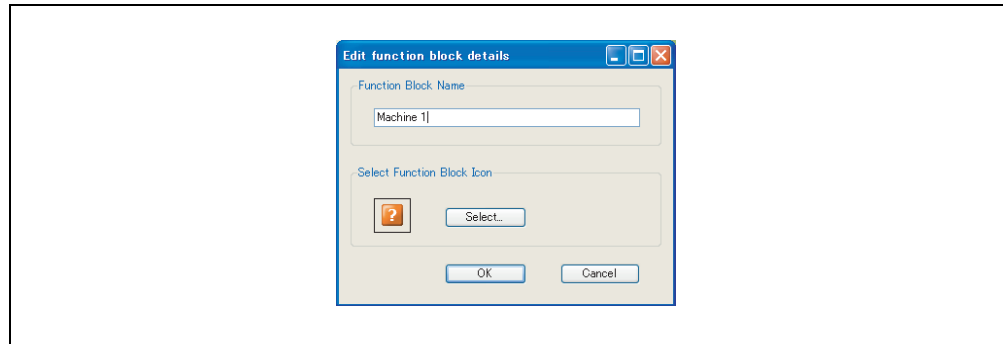 Edit function block details
Function Block Name
Machine 1
Select Function Block Icon
?
Select...
OK Cancel